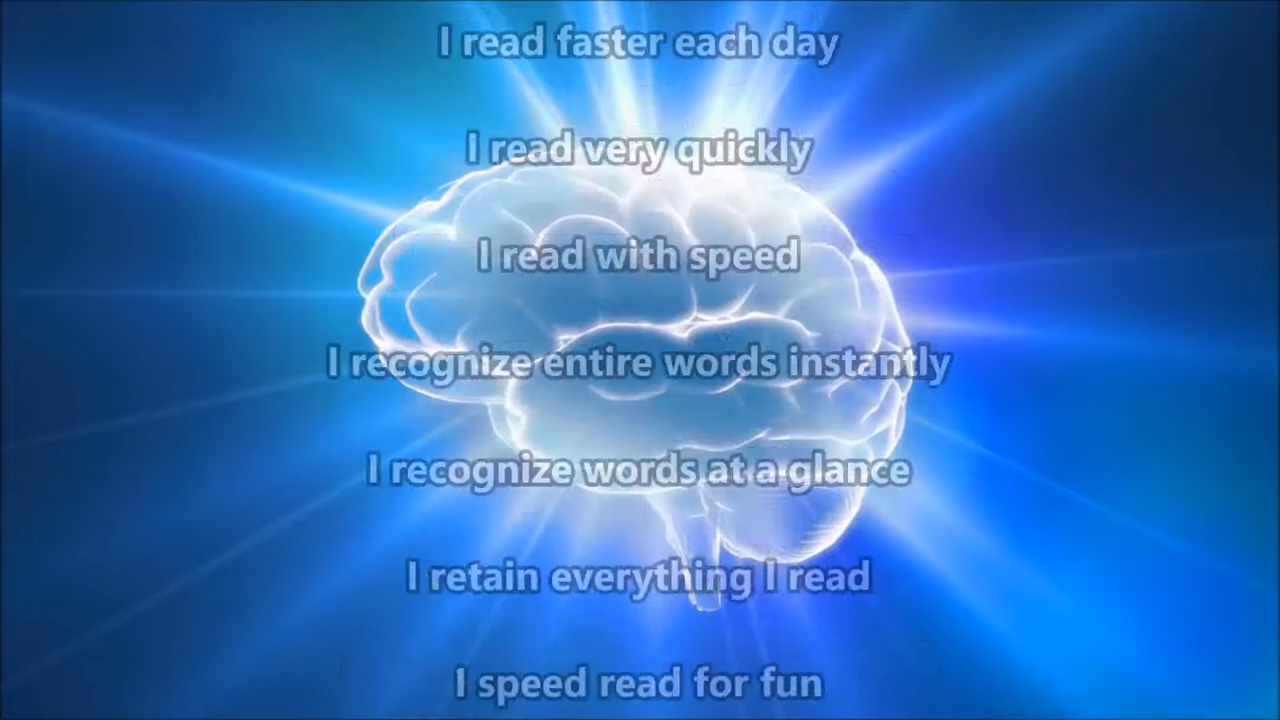 I read faster each day
I read very quickly
I read with speed
I recognize entire words instantly
I recognize words at a glance
I retain everything I read
I speed read for fun